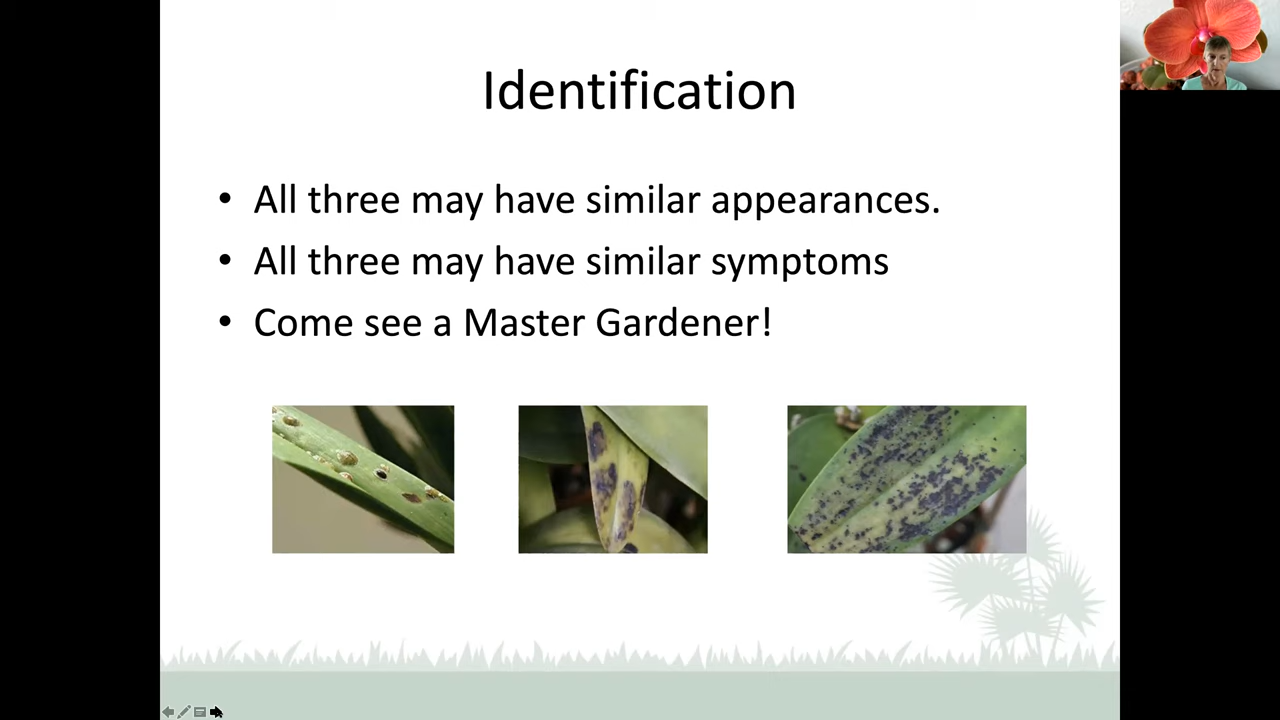 Identification
• All three may have similar appearances.
• All three may have similar symptoms
• Come see a Master Gardener!